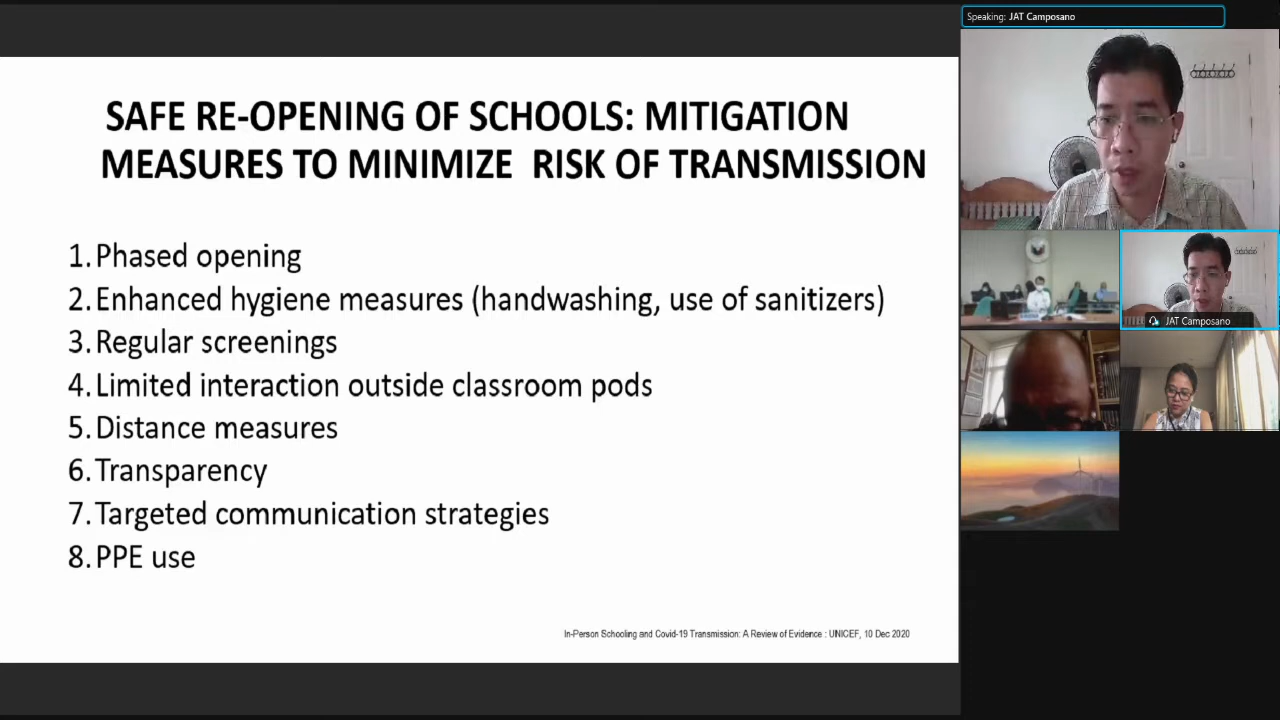 Speaking: JAT Camposano
SAFE RE-OPENING OF SCHOOLS: MITIGATION
MEASURES TO MINIMIZE RISK OF TRANSMISSION
1. Phased opening
2. Enhanced hygiene measures (handwashing, use of sanitizers)
3. Regular screenings
4. Limited interaction outside classroom pods
5. Distance measures
6. Transparency
7. Targeted communication strategies
8. PPE use
In-Person Schooling and Covid-19 Transmission: A Review of Evidence : UNICEF, 10 Dec 2020
JAT Camposano